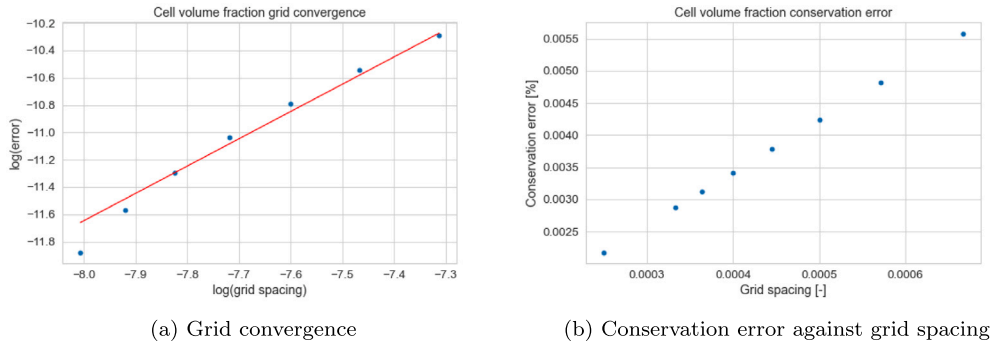 Cell volume fraction grid convergence
−10.2
−10.4
−10.6
−10.8
−11.0
−11.2
−11.4
−11.6
−11.8
log(error)
−8.0 −7.9 −7.8 −7.7 −7.6 −7.5 −7.4 −7.3
log(grid spacing)
(a) Grid convergence
Cell volume fraction conservation error
0.0055
0.0050
0.0045
0.0040
0.0035
0.0030
0.0025
Conservation error [%]
0.0003 0.0004 0.0005 0.0006
Grid spacing [-]
(b) Conservation error against grid spacing